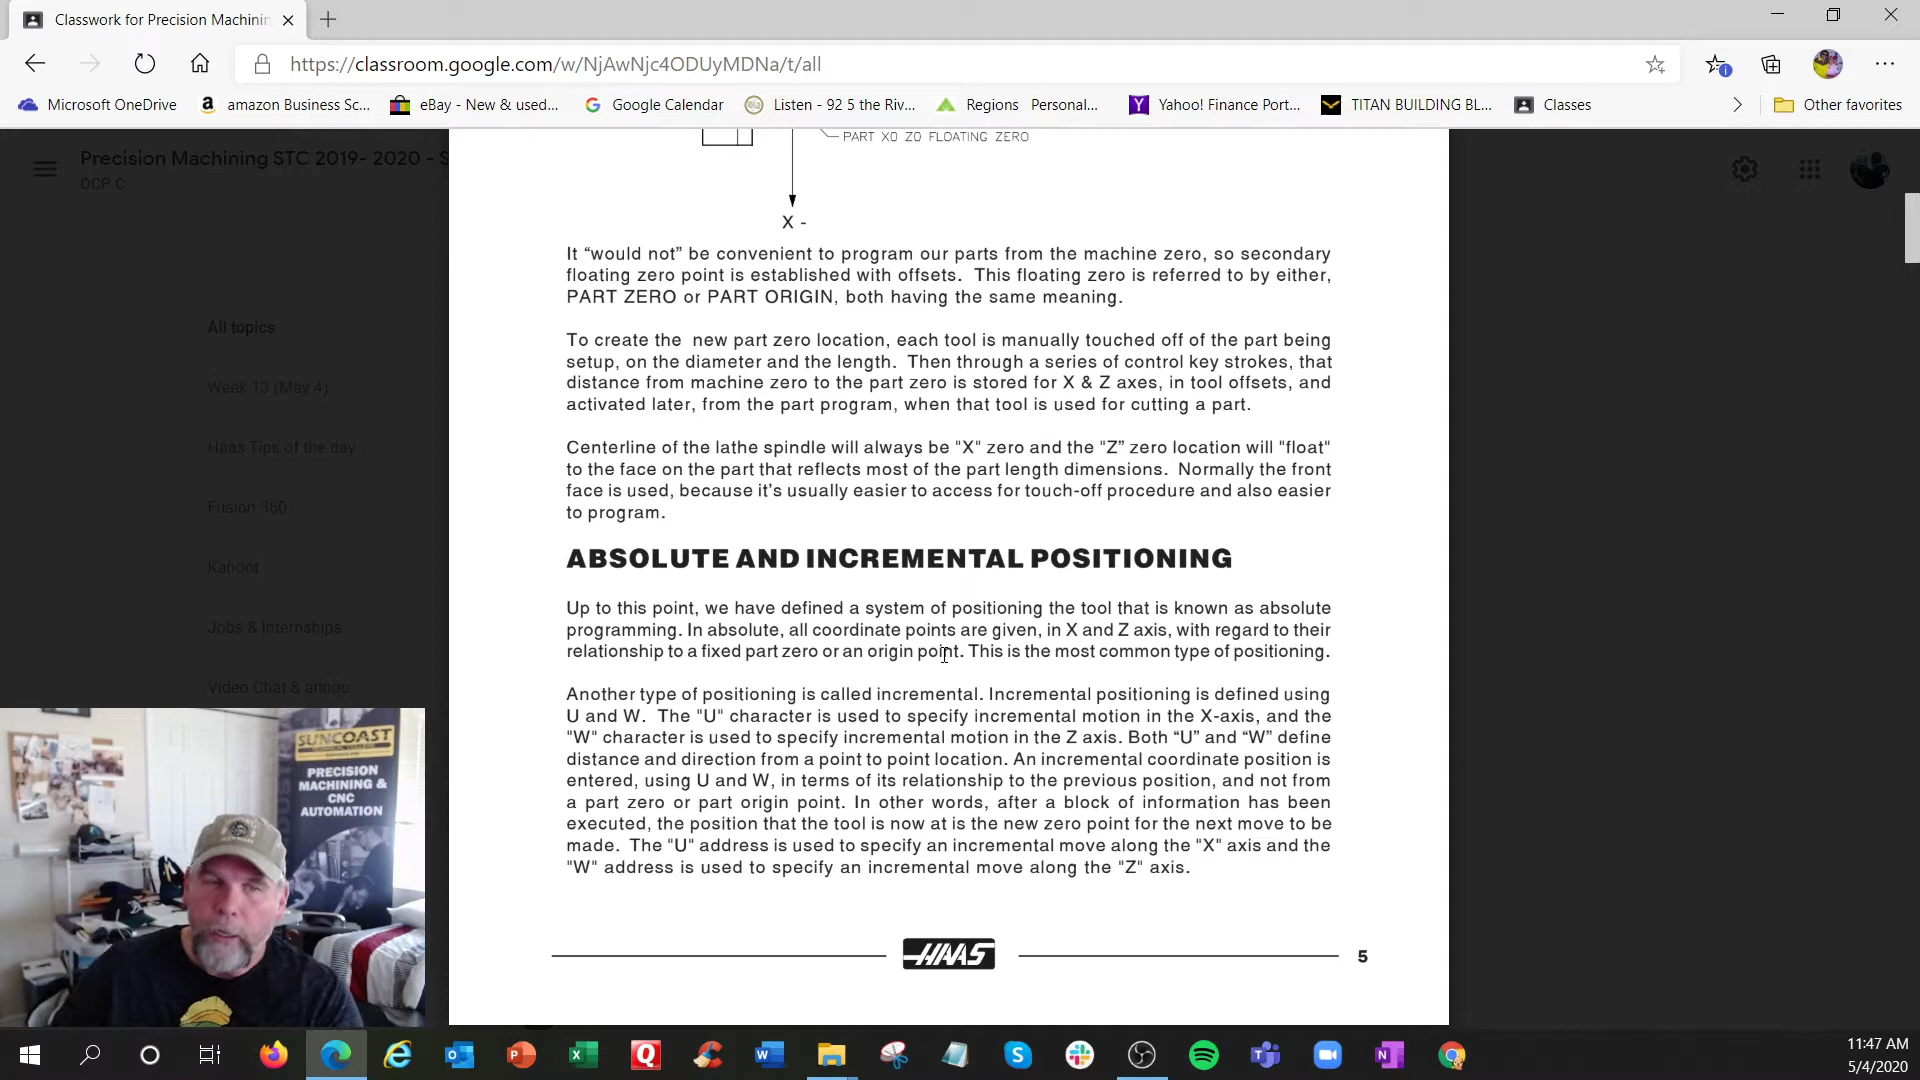 Classwork for Precision Machinin
https://classroom.google.com/w/NjAwNjc4ODUyMDNa/t/all
Microsoft OneDrive
amazon Business Sc...
eBay - New & used...
Google Calendar
Listen - 92 5 the Riv...
Regions Personal...
Yahoo! Finance Port...
TITAN BUILDING BL...
Classes
Other favorites
Precision Machining STC 2019- 2020 - S
OCP C
All topics
Week 13 (May 4)
Haas Tips of the day
Fusion 360
Kahoot
Jobs & Internships
Video Chat & annou
PART X0 Z0 FLOATING ZERO
X -
It “would not” be convenient to program our parts from the machine zero, so secondary
floating zero point is established with offsets. This floating zero is referred to by either,
PART ZERO or PART ORIGIN, both having the same meaning.
To create the new part zero location, each tool is manually touched off of the part being
setup, on the diameter and the length. Then through a series of control key strokes, that
distance from machine zero to the part zero is stored for X & Z axes, in tool offsets, and
activated later, from the part program, when that tool is used for cutting a part.
Centerline of the lathe spindle will always be "X" zero and the "Z” zero location will "float"
to the face on the part that reflects most of the part length dimensions. Normally the front
face is used, because it’s usually easier to access for touch-off procedure and also easier
to program.
ABSOLUTE AND INCREMENTAL POSITIONING
Up to this point, we have defined a system of positioning the tool that is known as absolute
programming. In absolute, all coordinate points are given, in X and Z axis, with regard to their
relationship to a fixed part zero or an origin point. This is the most common type of positioning.
Another type of positioning is called incremental. Incremental positioning is defined using
U and W. The "U" character is used to specify incremental motion in the X-axis, and the
"W" character is used to specify incremental motion in the Z axis. Both “U” and “W” define
distance and direction from a point to point location. An incremental coordinate position is
entered, using U and W, in terms of its relationship to the previous position, and not from
a part zero or part origin point. In other words, after a block of information has been
executed, the position that the tool is now at is the new zero point for the next move to be
made. The "U" address is used to specify an incremental move along the "X" axis and the
"W" address is used to specify an incremental move along the "Z" axis.
HAAS
5
SUNCOAST
PRECISION
MACHINING &
CNC
AUTOMATION
11:47 AM
5/4/2020